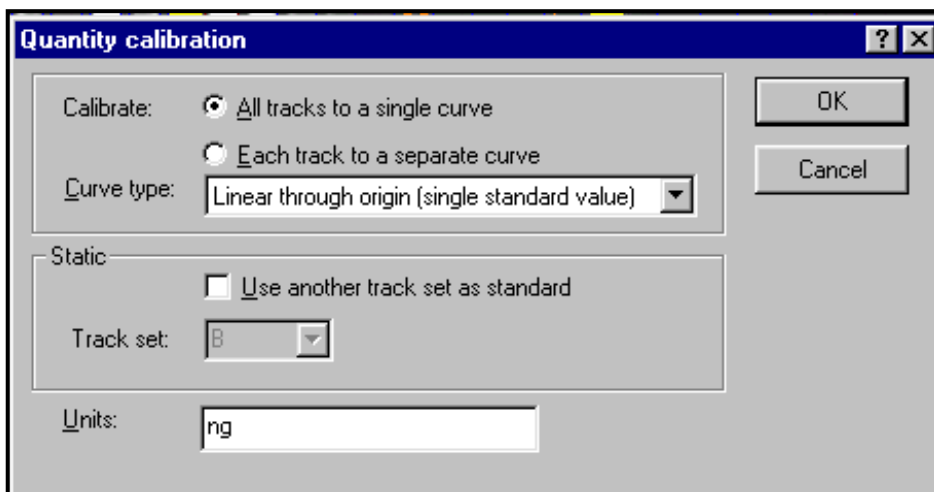 Quantity calibration
Calibrate:
All tracks to a single curve
OK
Each track to a separate curve
Cancel
Curve type:
Linear through origin (single standard value)
Static
Use another track set as standard
Track set:
B
Units:
ng